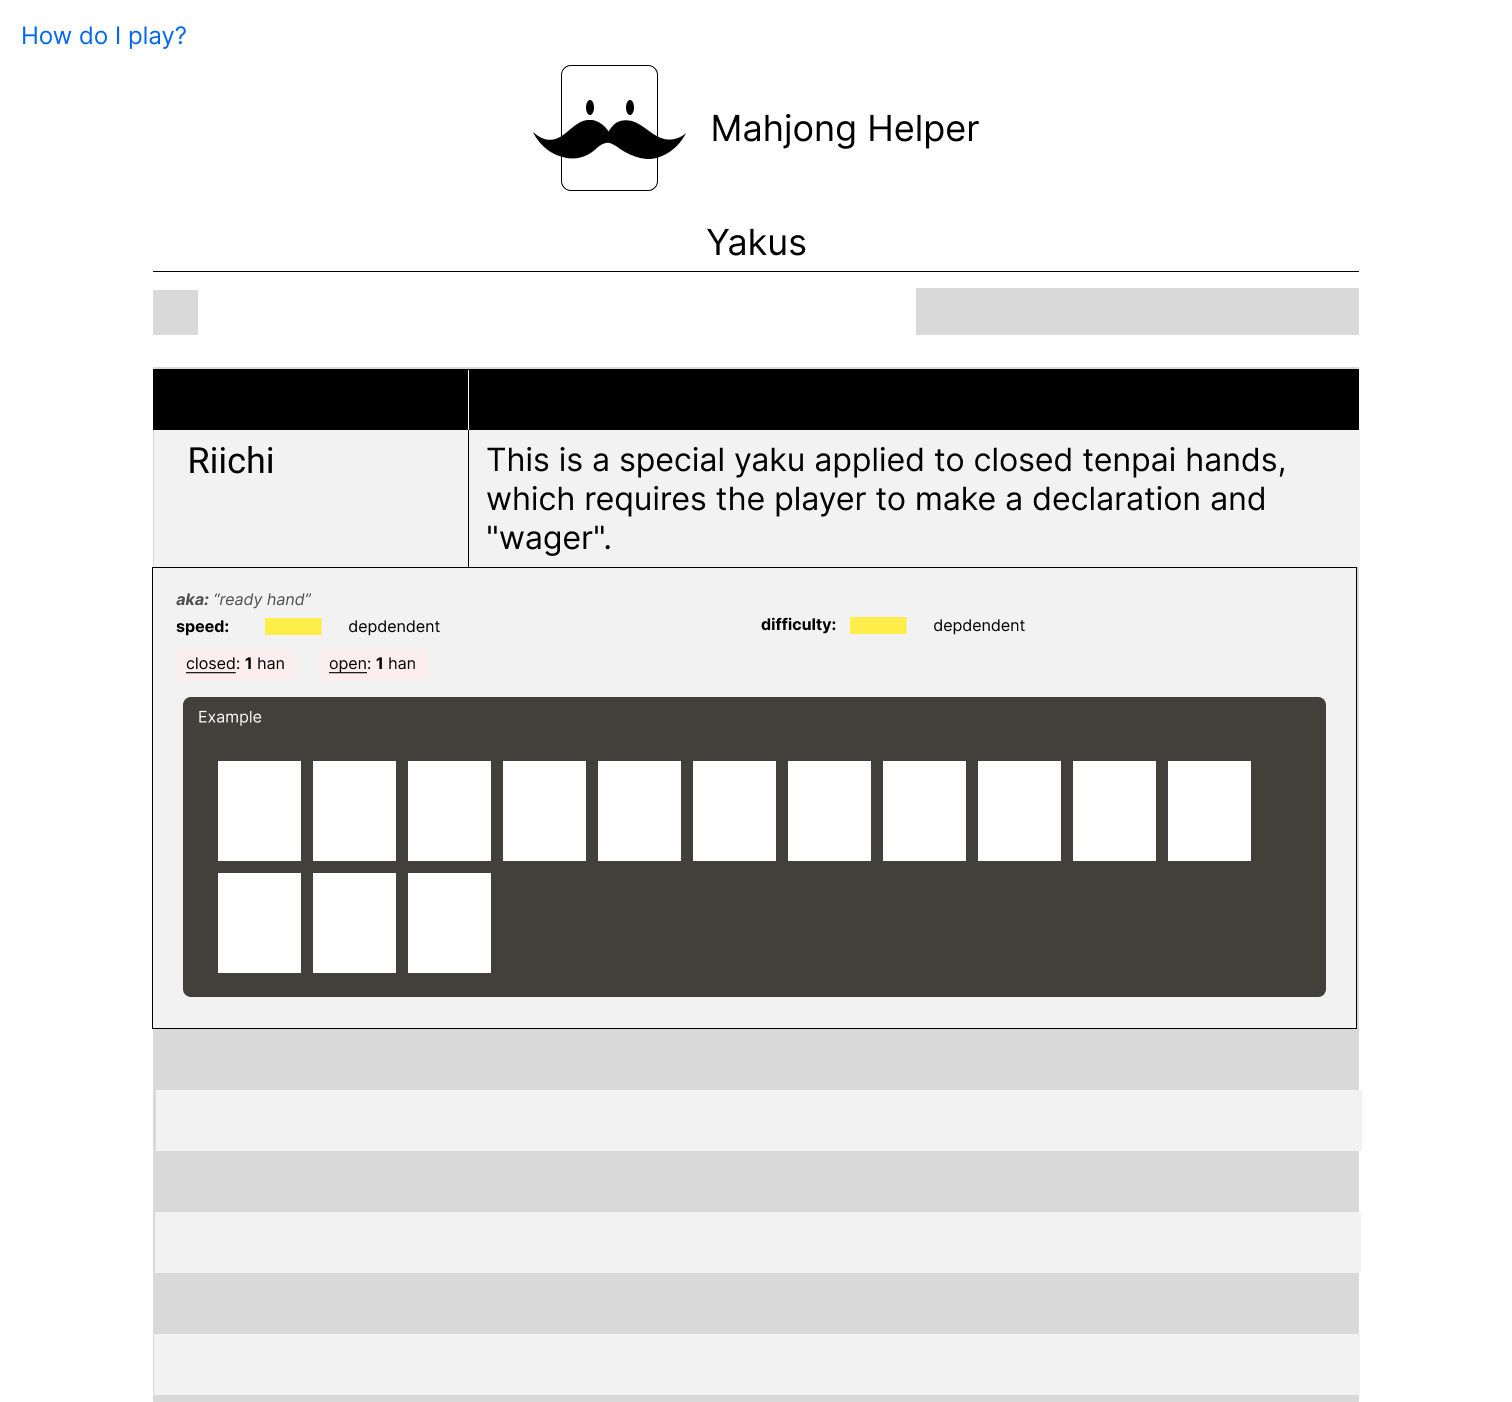 How do I play?
Mahjong Helper
Yakus
Riichi
This is a special yaku applied to closed tenpai hands,
which requires the player to make a declaration and
"wager".
aka: “ready hand”
speed: depdendent
difficulty: depdendent
closed: 1 han
open: 1 han
Example